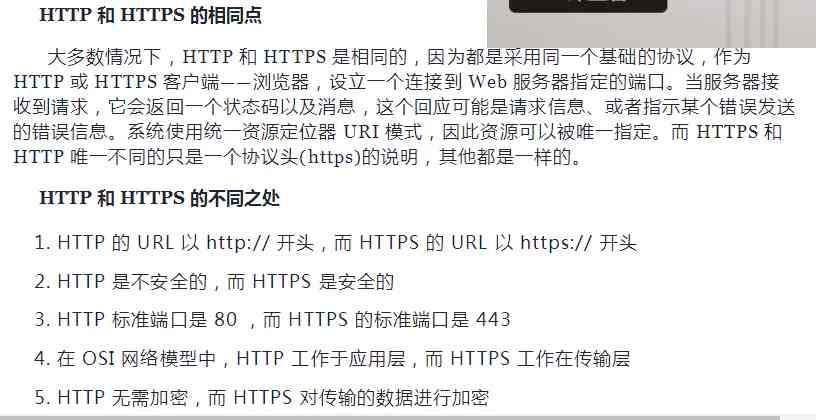 HTTP 和 HTTPS 的相同点
大多数情况下，HTTP 和 HTTPS 是相同的，因为都是采用同一个基础的协议，作为
HTTP 或 HTTPS 客户端——浏览器，设立一个连接到 Web 服务器指定的端口。当服务器接
收到请求，它会返回一个状态码以及消息，这个回应可能是请求信息、或者指示某个错误发送
的错误信息。系统使用统一资源定位器 URI 模式，因此资源可以被唯一指定。而 HTTPS 和
HTTP 唯一不同的只是一个协议头(https)的说明，其他都是一样的。
HTTP 和 HTTPS 的不同之处
1. HTTP 的 URL 以 http:// 开头，而 HTTPS 的 URL 以 https:// 开头
2. HTTP 是不安全的，而 HTTPS 是安全的
3. HTTP 标准端口是 80 ，而 HTTPS 的标准端口是 443
4. 在 OSI 网络模型中，HTTP 工作于应用层，而 HTTPS 工作在传输层
5. HTTP 无需加密，而 HTTPS 对传输的数据进行加密